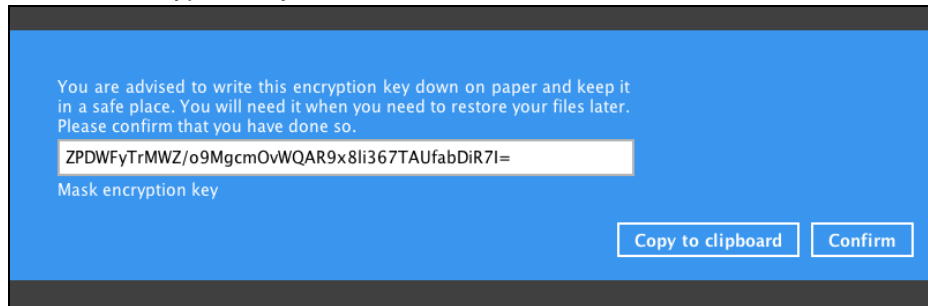 You are advised to write this encryption key down on paper and keep it
in a safe place. You will need it when you need to restore your files later.
Please confirm that you have done so.
ZPDWFyTrMWZ/o9MgcmOvWQAR9x8li367TAUfabDiR7I=
Mask encryption key
Copy to clipboard Confirm